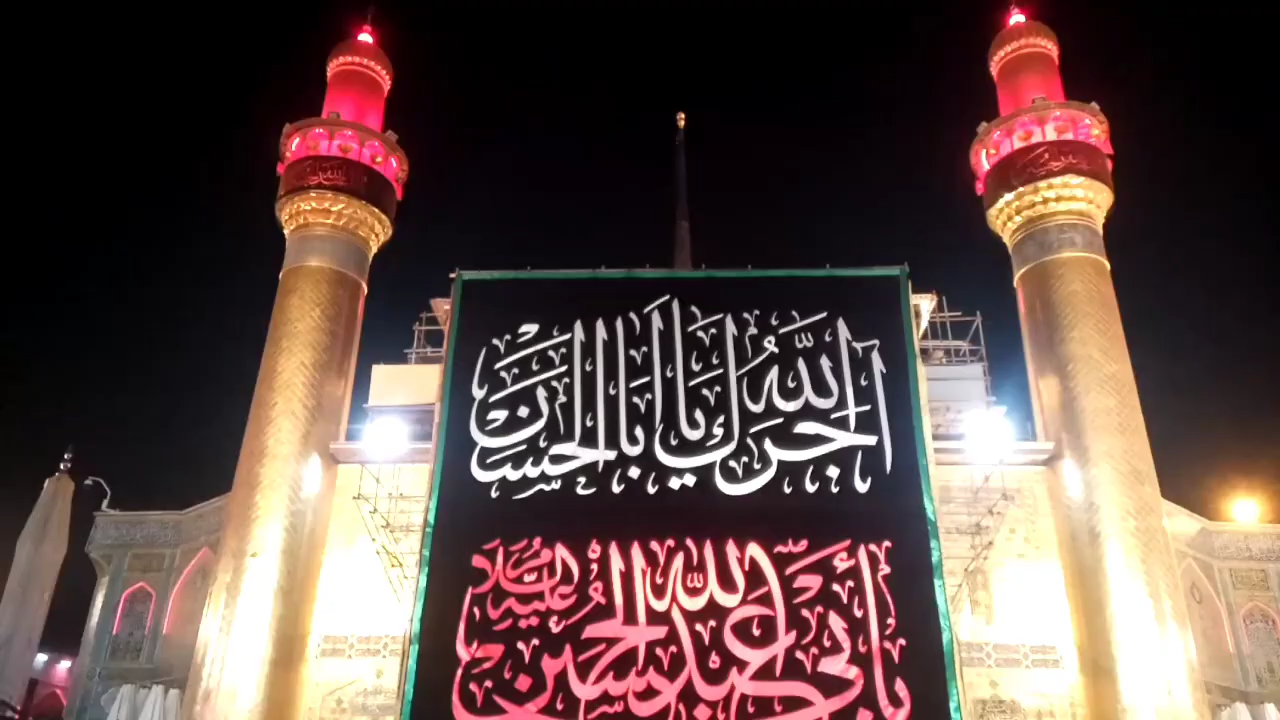 آجرك الله يا أبا الحسن
بأبي عبد الله الحسين عليه السلام